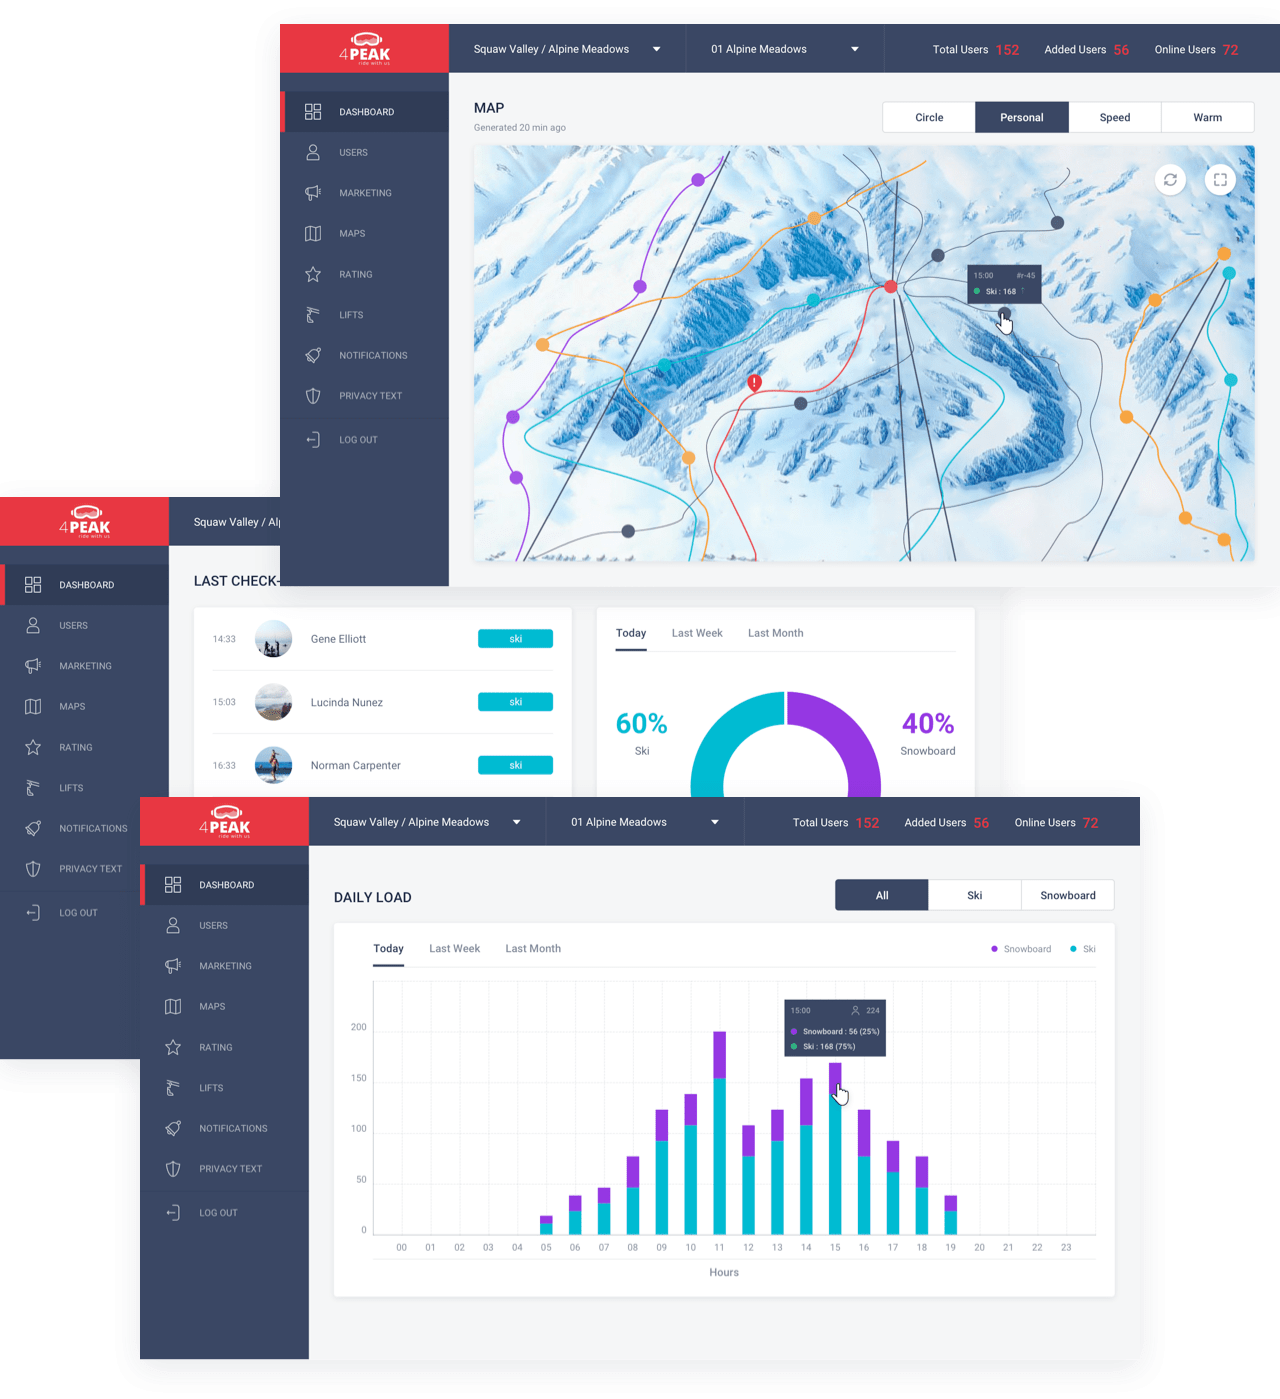 4PEAK
ride with us
Squaw Valley / Alpine Meadows
01 Alpine Meadows
Total Users 152
Added Users 56
Online Users 72
DASHBOARD
USERS
MARKETING
MAPS
RATING
LIFTS
NOTIFICATIONS
PRIVACY TEXT
LOG OUT
MAP
Generated 20 min ago
Circle
Personal
Speed
Warm
15:00 #r-45
Ski : 168 ↑
!
4PEAK
ride with us
Squaw Valley / Al
DASHBOARD
USERS
MARKETING
MAPS
RATING
LIFTS
NOTIFICATIONS
PRIVACY TEXT
LOG OUT
LAST CHECK-
14:33 Gene Elliott ski
15:03 Lucinda Nunez ski
16:33 Norman Carpenter ski
Today Last Week Last Month
60%
Ski
40%
Snowboard
4PEAK
ride with us
Squaw Valley / Alpine Meadows
01 Alpine Meadows
Total Users 152
Added Users 56
Online Users 72
DASHBOARD
USERS
MARKETING
MAPS
RATING
LIFTS
NOTIFICATIONS
PRIVACY TEXT
LOG OUT
DAILY LOAD
All
Ski
Snowboard
Today Last Week Last Month
Snowboard Ski
15:00 224
Snowboard : 56 (25%)
Ski : 168 (75%)
200
150
100
50
0
00 01 02 03 04 05 06 07 08 09 10 11 12 13 14 15 16 17 18 19 20 21 22 23
Hours